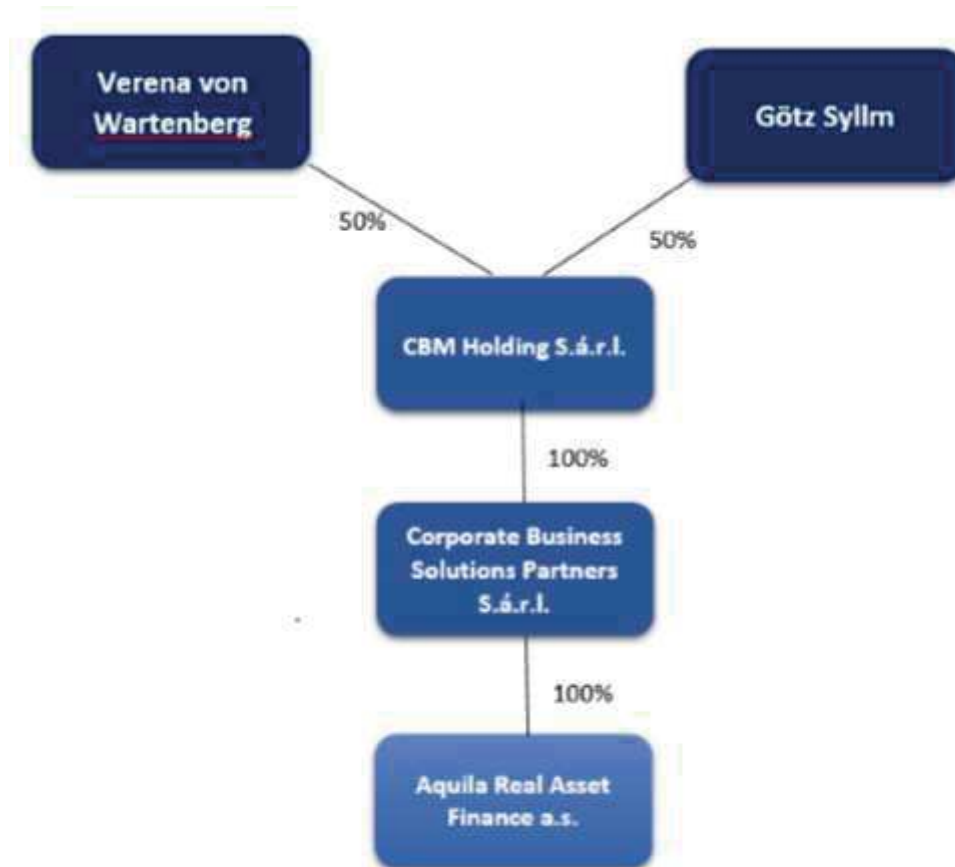 Verena von
Wartenberg
Götz Syllm
50%
50%
CBM Holding S.á.r.l.
100%
Corporate Business
Solutions Partners
S.á.r.l.
100%
Aquila Real Asset
Finance a.s.